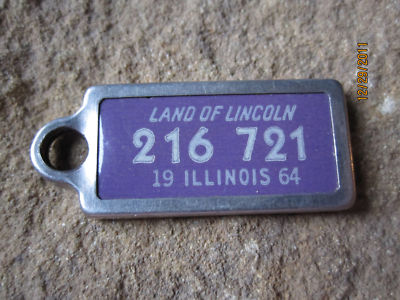 LAND OF LINCOLN
216 721
19 ILLINOIS 64
12/29/2011